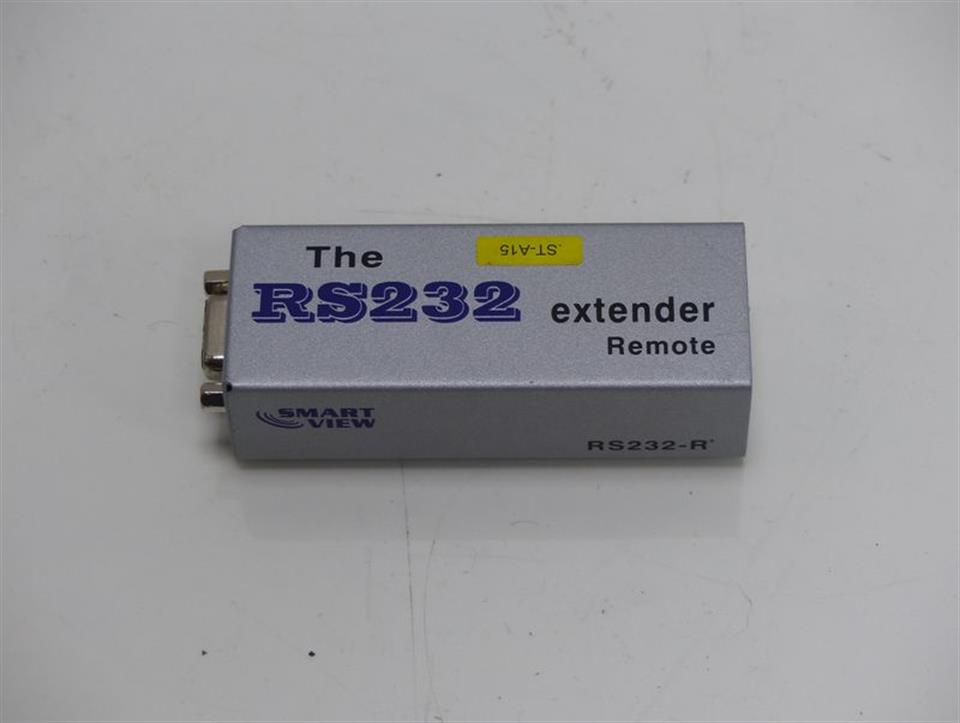 The
.ST-A15
RS232 extender
Remote
SMART
VIEW
RS232-R